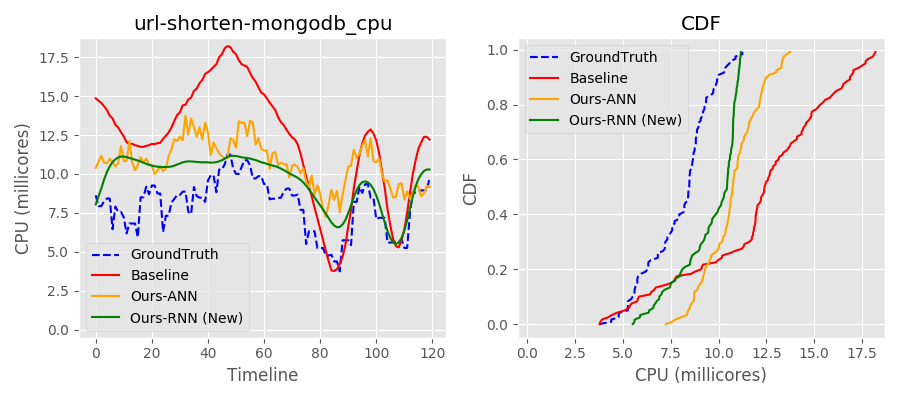 url-shorten-mongodb_cpu
CPU (millicores)
17.5
15.0
12.5
10.0
7.5
5.0
2.5
0.0
GroundTruth
Baseline
Ours-ANN
Ours-RNN (New)
0 20 40 60 80 100 120
Timeline
CDF
CDF
1.0
0.8
0.6
0.4
0.2
0.0
GroundTruth
Baseline
Ours-ANN
Ours-RNN (New)
0.0 2.5 5.0 7.5 10.0 12.5 15.0 17.5
CPU (millicores)